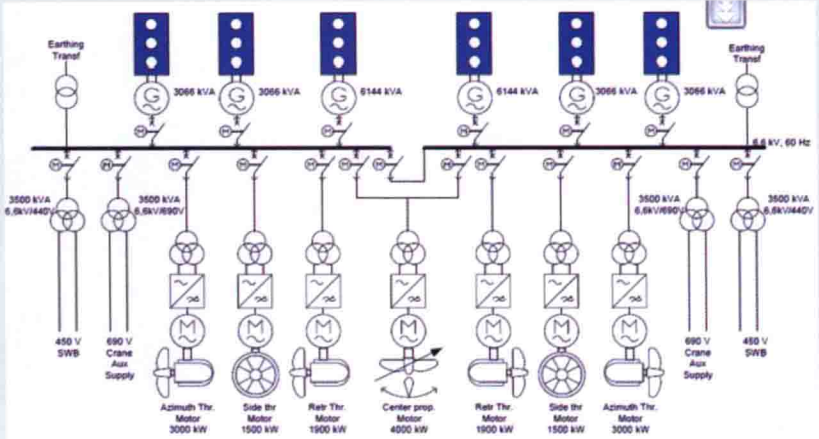 Earthing
Transf
Earthing
Transf
G
3066 kVA
G
3066 kVA
G
6144 kVA
G
6144 kVA
G
3066 kVA
G
3066 kVA
6.6 kV, 60 Hz
3500 kVA
6,6kV/440V
3500 kVA
6,6kV/690V
3500 kVA
6,6kV/690V
3500 kVA
6,6kV/440V
M
M
M
M
M
M
M
450 V
SWB
690 V
Crane
Aux
Supply
690 V
Crane
Aux
Supply
450 V
SWB
Azimuth Thr.
Motor
3000 kW
Side thr
Motor
1500 kW
Retr Thr.
Motor
1900 kW
Center prop.
Motor
4000 kW
Retr Thr.
Motor
1900 kW
Side thr
Motor
1500 kW
Azimuth Thr.
Motor
3000 kW